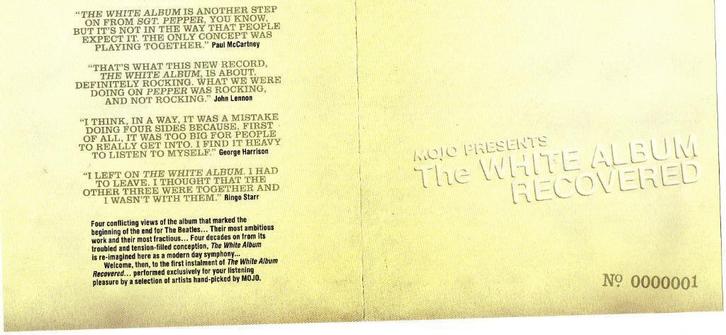 "THE WHITE ALBUM IS ANOTHER STEP
ON FROM SGT. PEPPER, YOU KNOW,
BUT IT'S NOT IN THE WAY THAT PEOPLE
EXPECT IT. THE ONLY CONCEPT WAS
PLAYING TOGETHER." Paul McCartney
"THAT'S WHAT THIS NEW RECORD,
THE WHITE ALBUM, IS ABOUT.
DEFINITELY ROCKING. WHAT WE WERE
DOING ON PEPPER WAS ROCKING,
AND NOT ROCKING." John Lennon
"I THINK, IN A WAY, IT WAS A MISTAKE
DOING FOUR SIDES BECAUSE, FIRST
OF ALL, IT WAS TOO BIG FOR PEOPLE
TO REALLY GET INTO. I FIND IT HEAVY
TO LISTEN TO MYSELF." George Harrison
"I LEFT ON THE WHITE ALBUM. I HAD
TO LEAVE. I THOUGHT THAT THE
OTHER THREE WERE TOGETHER AND
I WASN'T WITH THEM." Ringo Starr
Four conflicting views of the album that marked the
beginning of the end for The Beatles... Their most ambitious
work and their most fractious... Four decades on from its
troubled and tension-filled conception, The White Album
is re-imagined here as a modern day symphony...
Welcome, then, to the first instalment of The White Album
Recovered... performed exclusively for your listening
pleasure by a selection of artists hand-picked by MOJO.
MOJO PRESENTS
The WHITE ALBUM
RECOVERED
Nº 0000001